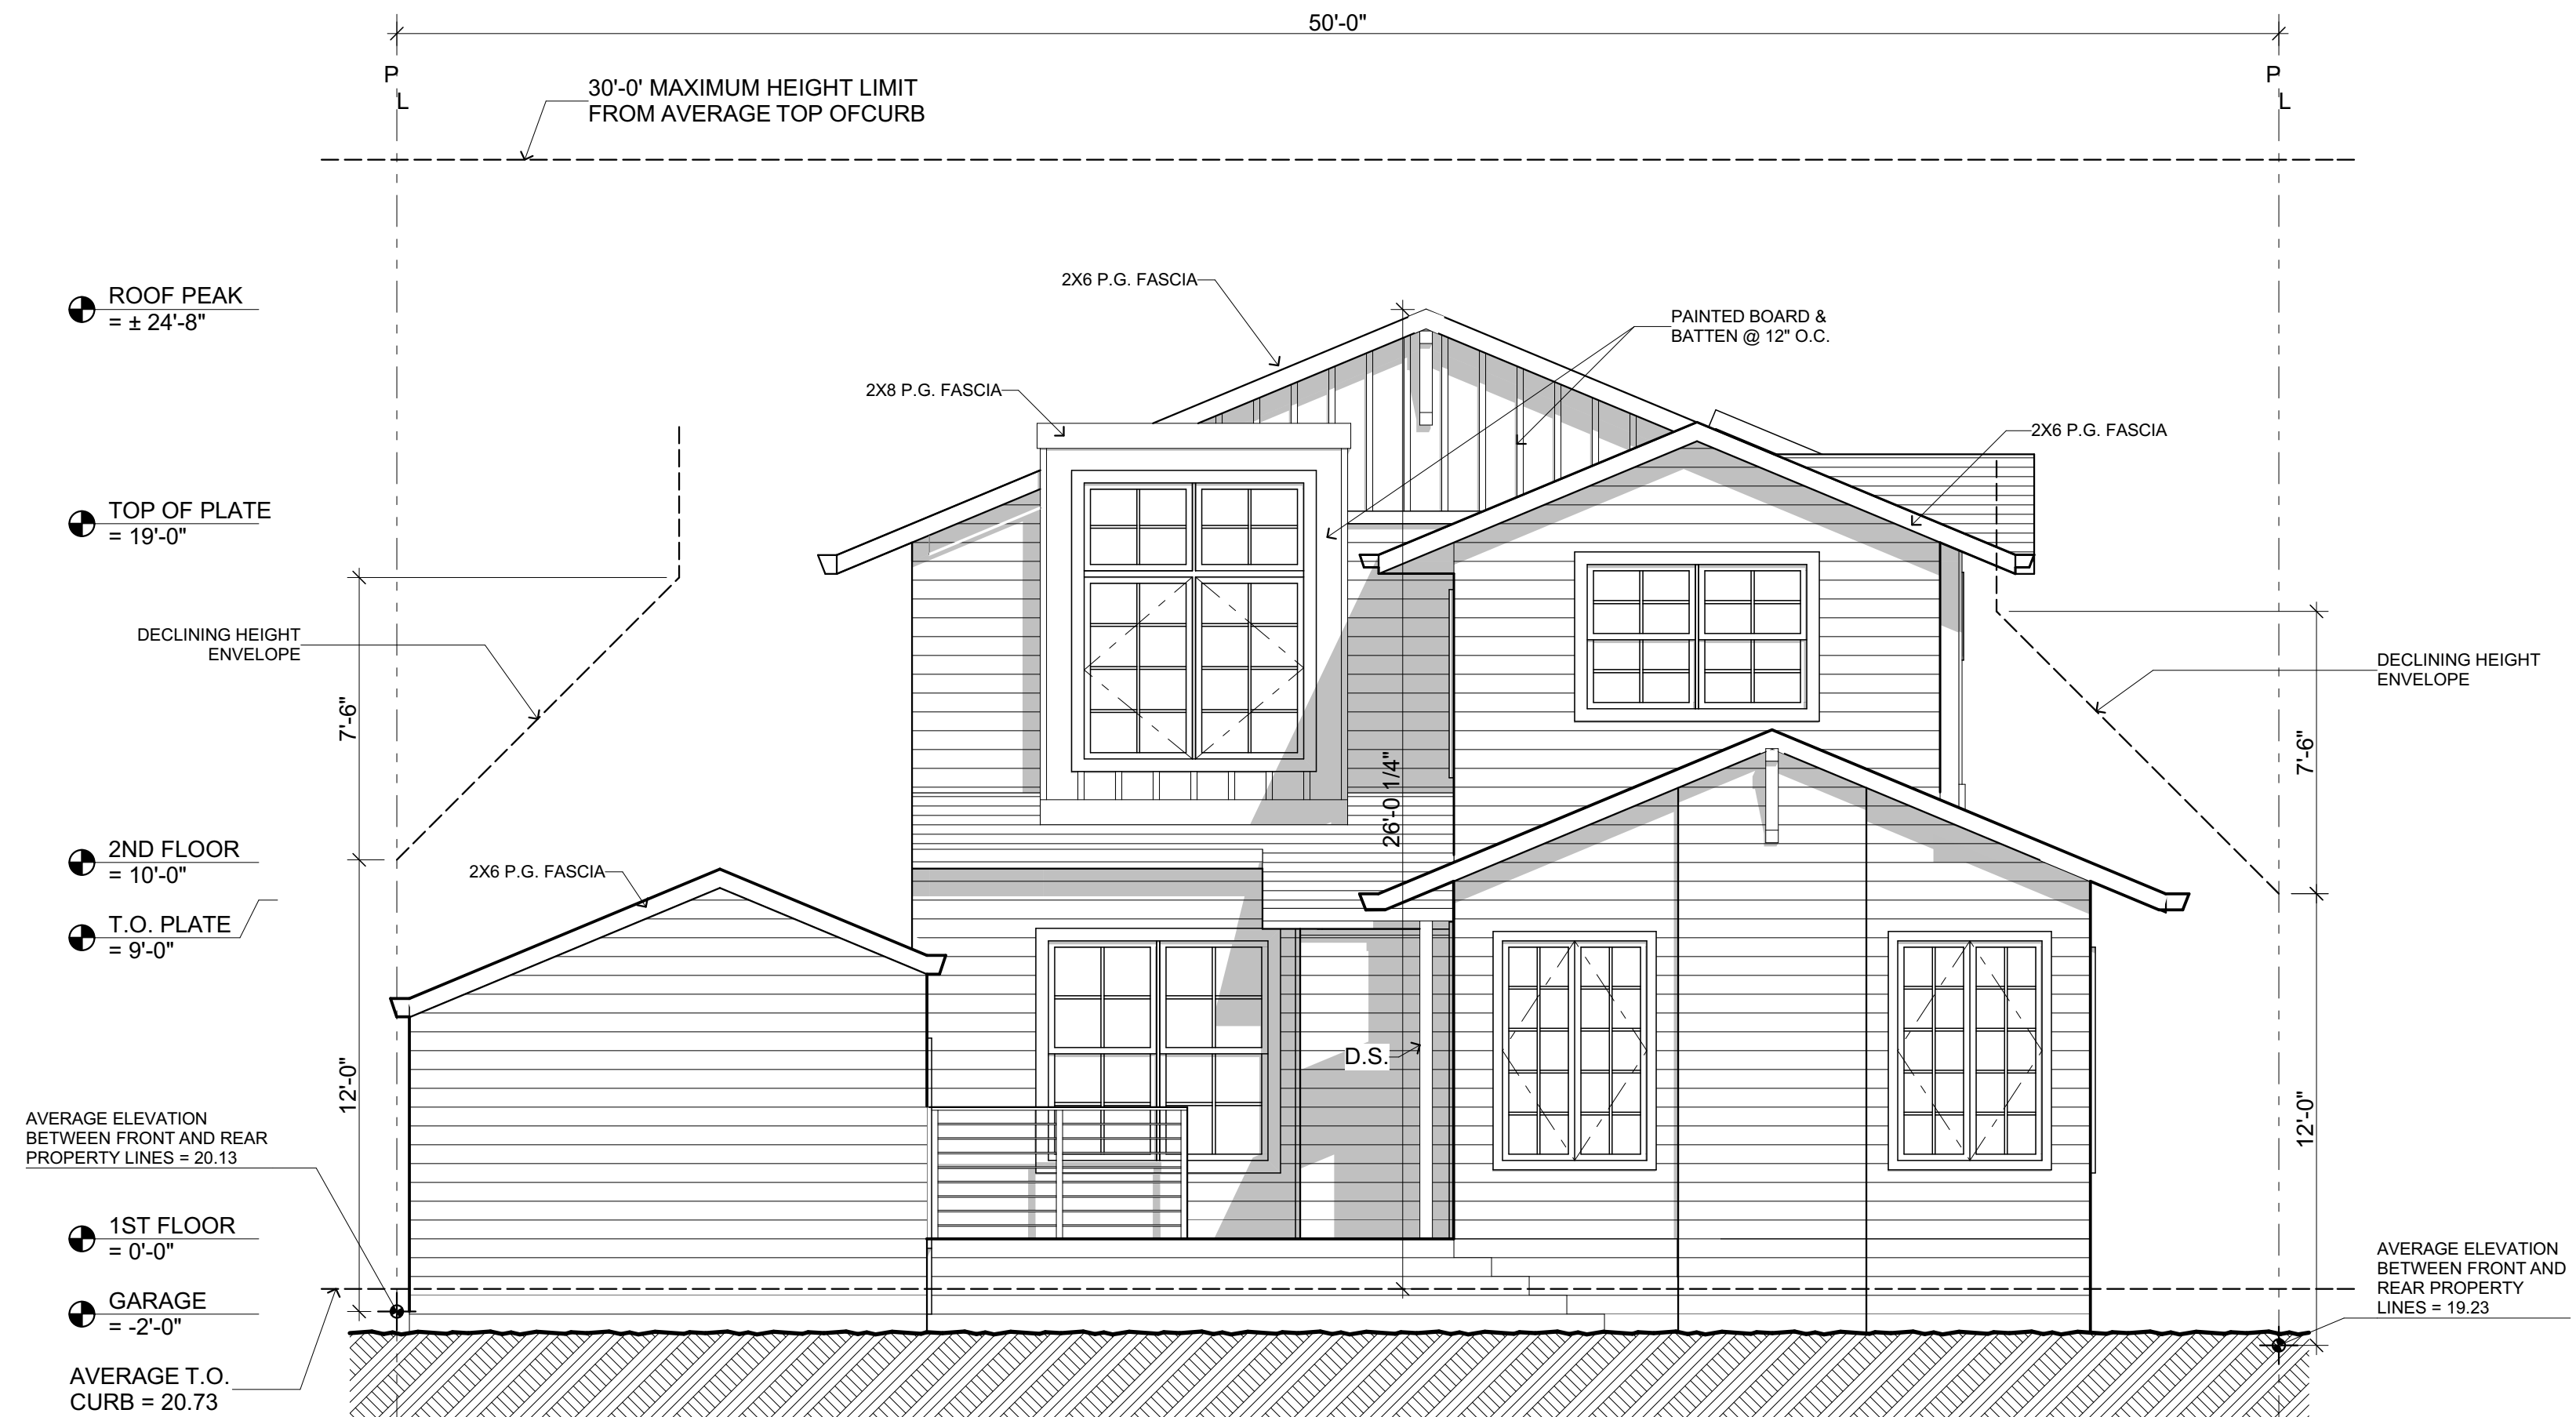 50'-0"
P
L
P
L
30'-0' MAXIMUM HEIGHT LIMIT
FROM AVERAGE TOP OFCURB
2X6 P.G. FASCIA
ROOF PEAK
= ± 24'-8"
PAINTED BOARD &
BATTEN @ 12" O.C.
2X8 P.G. FASCIA
2X6 P.G. FASCIA
TOP OF PLATE
= 19'-0"
DECLINING HEIGHT
ENVELOPE
7'-6"
DECLINING HEIGHT
ENVELOPE
7'-6"
26'-0 1/4"
2ND FLOOR
= 10'-0"
2X6 P.G. FASCIA
T.O. PLATE
= 9'-0"
D.S.
12'-0"
12'-0"
AVERAGE ELEVATION
BETWEEN FRONT AND REAR
PROPERTY LINES = 20.13
1ST FLOOR
= 0'-0"
AVERAGE ELEVATION
BETWEEN FRONT AND
REAR PROPERTY
LINES = 19.23
GARAGE
= -2'-0"
AVERAGE T.O.
CURB = 20.73